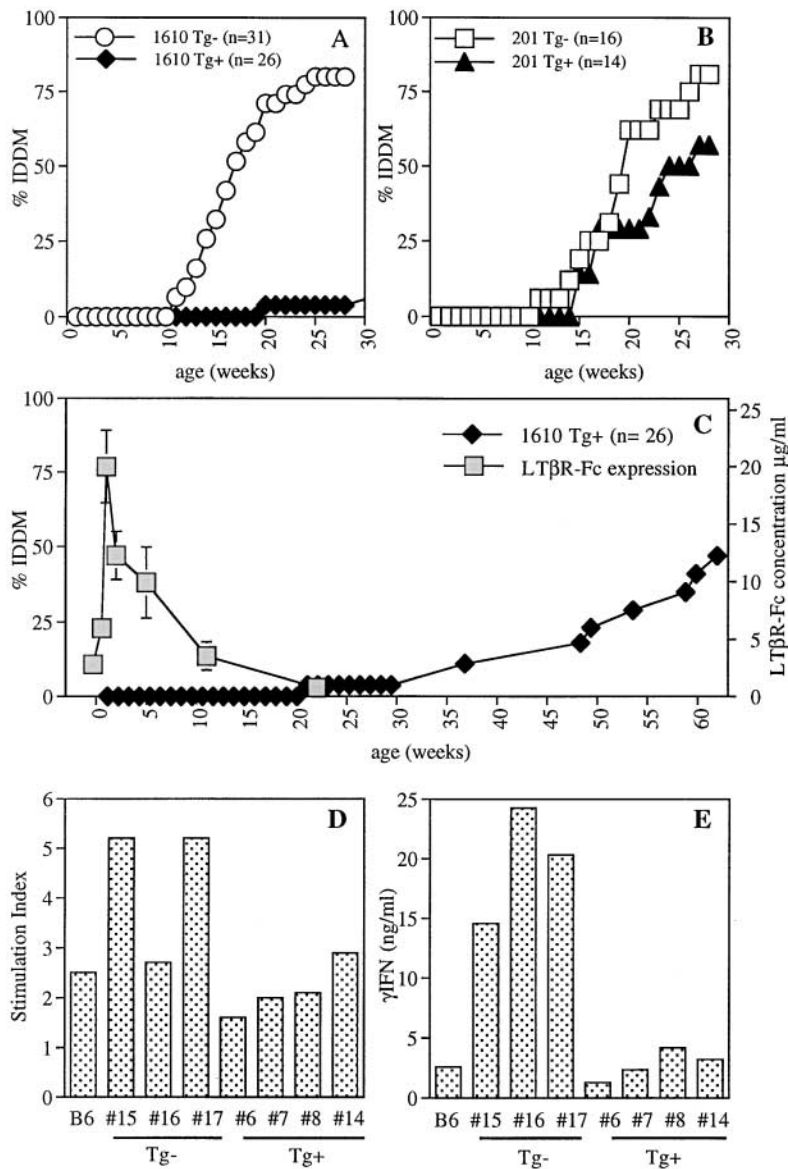 A
1610 Tg- (n=31)
1610 Tg+ (n= 26)
% IDDM
100
75
50
25
0
0 5 10 15 20 25 30
age (weeks)
B
201 Tg- (n=16)
201 Tg+ (n=14)
% IDDM
100
75
50
25
0
0 5 10 15 20 25 30
age (weeks)
C
1610 Tg+ (n= 26)
LTβR-Fc expression
% IDDM
100
75
50
25
0
LTβR-Fc concentration µg/ml
25
20
15
10
5
0
0 5 10 15 20 25 30 35 40 45 50 55 60
age (weeks)
D
Stimulation Index
6
5
4
3
2
1
0
B6 #15 #16 #17 #6 #7 #8 #14
Tg- Tg+
E
γIFN (ng/ml)
25
20
15
10
5
0
B6 #15 #16 #17 #6 #7 #8 #14
Tg- Tg+